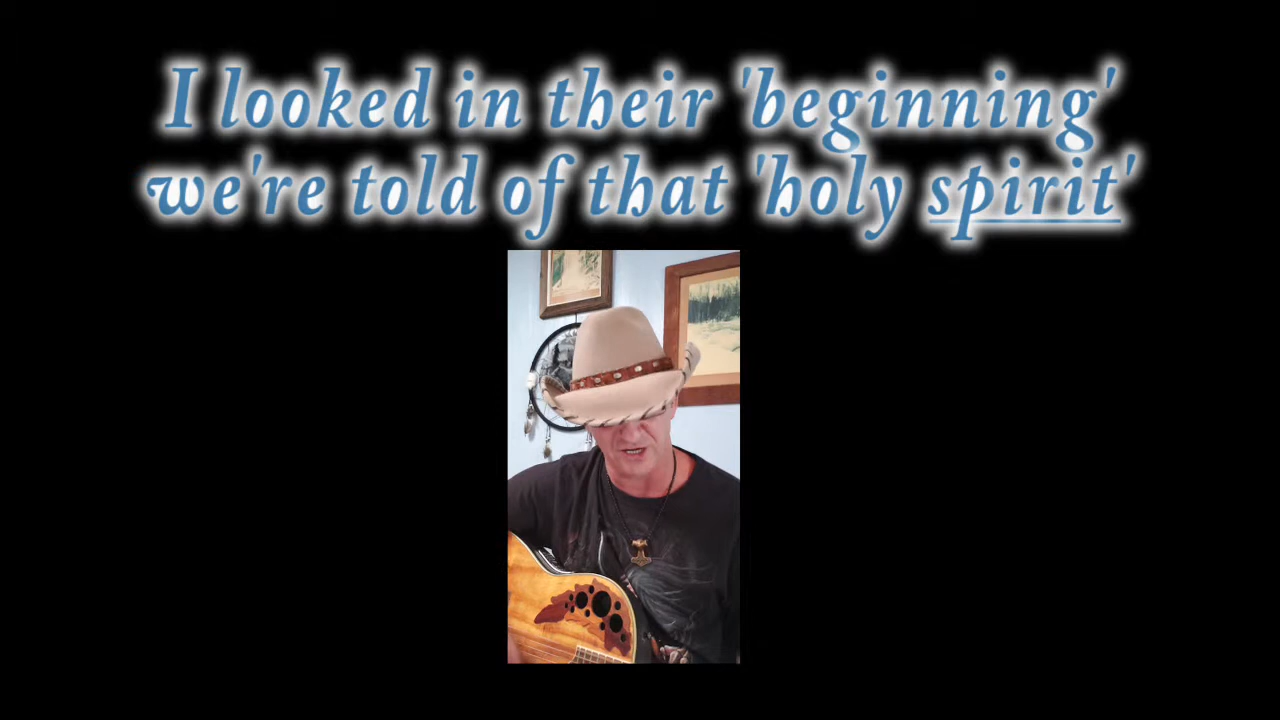 I looked in their 'beginning'
we're told of that 'holy spirit'